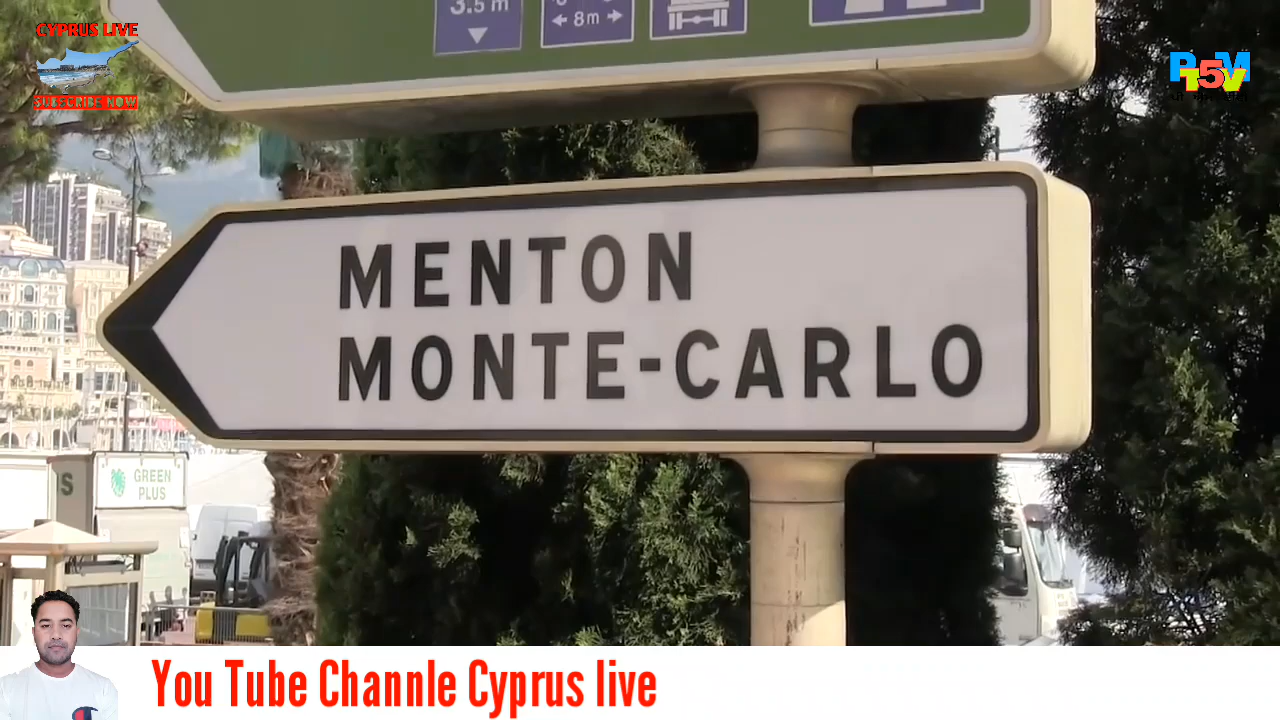 CYPRUS LIVE
SUBSCRIBE NOW
3.5 m
8m
MENTON
MONTE-CARLO
S
GREEN
PLUS
You Tube Channle Cyprus live